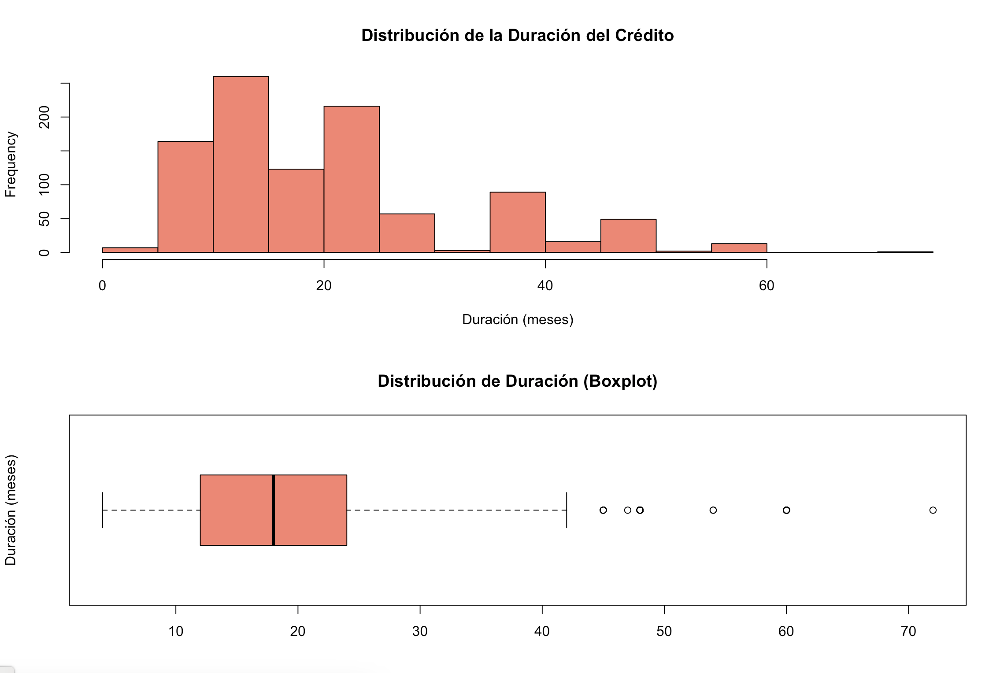 Distribución de la Duración del Crédito
Frequency
200
100
50
0
0 20 40 60
Duración (meses)
Distribución de Duración (Boxplot)
Duración (meses)
10 20 30 40 50 60 70